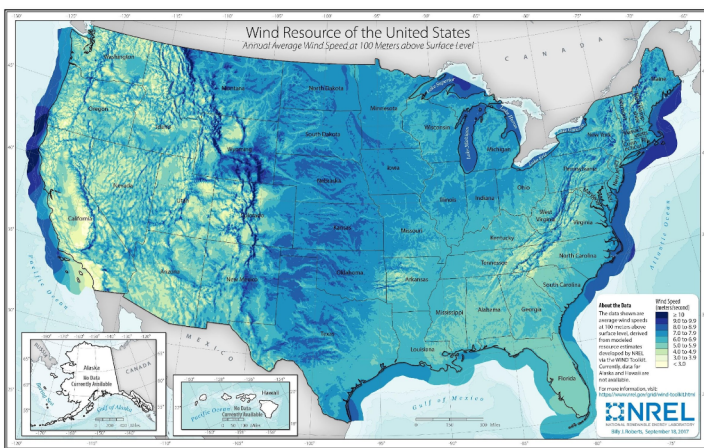 Wind Resource of the United States
Annual Average Wind Speed at 100 Meters above Surface Level
CANADA
Washington
Montana
North Dakota
Minnesota
Maine
Oregon
Idaho
Wyoming
South Dakota
Wisconsin
Lake Michigan
Michigan
New York
Nevada
Utah
Colorado
Nebraska
Iowa
Illinois
Indiana
Ohio
Pennsylvania
California
Kansas
Missouri
Kentucky
West
Virginia
Virginia
Arizona
New Mexico
Oklahoma
Arkansas
Tennessee
North Carolina
South Carolina
Texas
Louisiana
Mississippi
Alabama
Georgia
Florida
Pacific Ocean
Atlantic Ocean
MEXICO
Gulf of Mexico
Alaska
No Data
Currently Available
CANADA
Gulf of Alaska
Hawaii
Pacific Ocean
No Data
Currently Available
About the Data
The data shown are
average wind speeds
at 100 meters above
surface level, derived
from modeled
resource estimates
developed by NREL
via the WIND Toolkit.
Currently, data for
Alaska and Hawaii are
not available.
For more information, visit:
https://www.nrel.gov/grid/wind-toolkit.html
Wind Speed
(meters/second)
≥ 10
9.0 to 9.9
8.0 to 8.9
7.0 to 7.9
6.0 to 6.9
5.0 to 5.9
4.0 to 4.9
3.0 to 3.9
< 3.0
NREL
NATIONAL RENEWABLE ENERGY LABORATORY
Billy J. Roberts, September 18, 2017